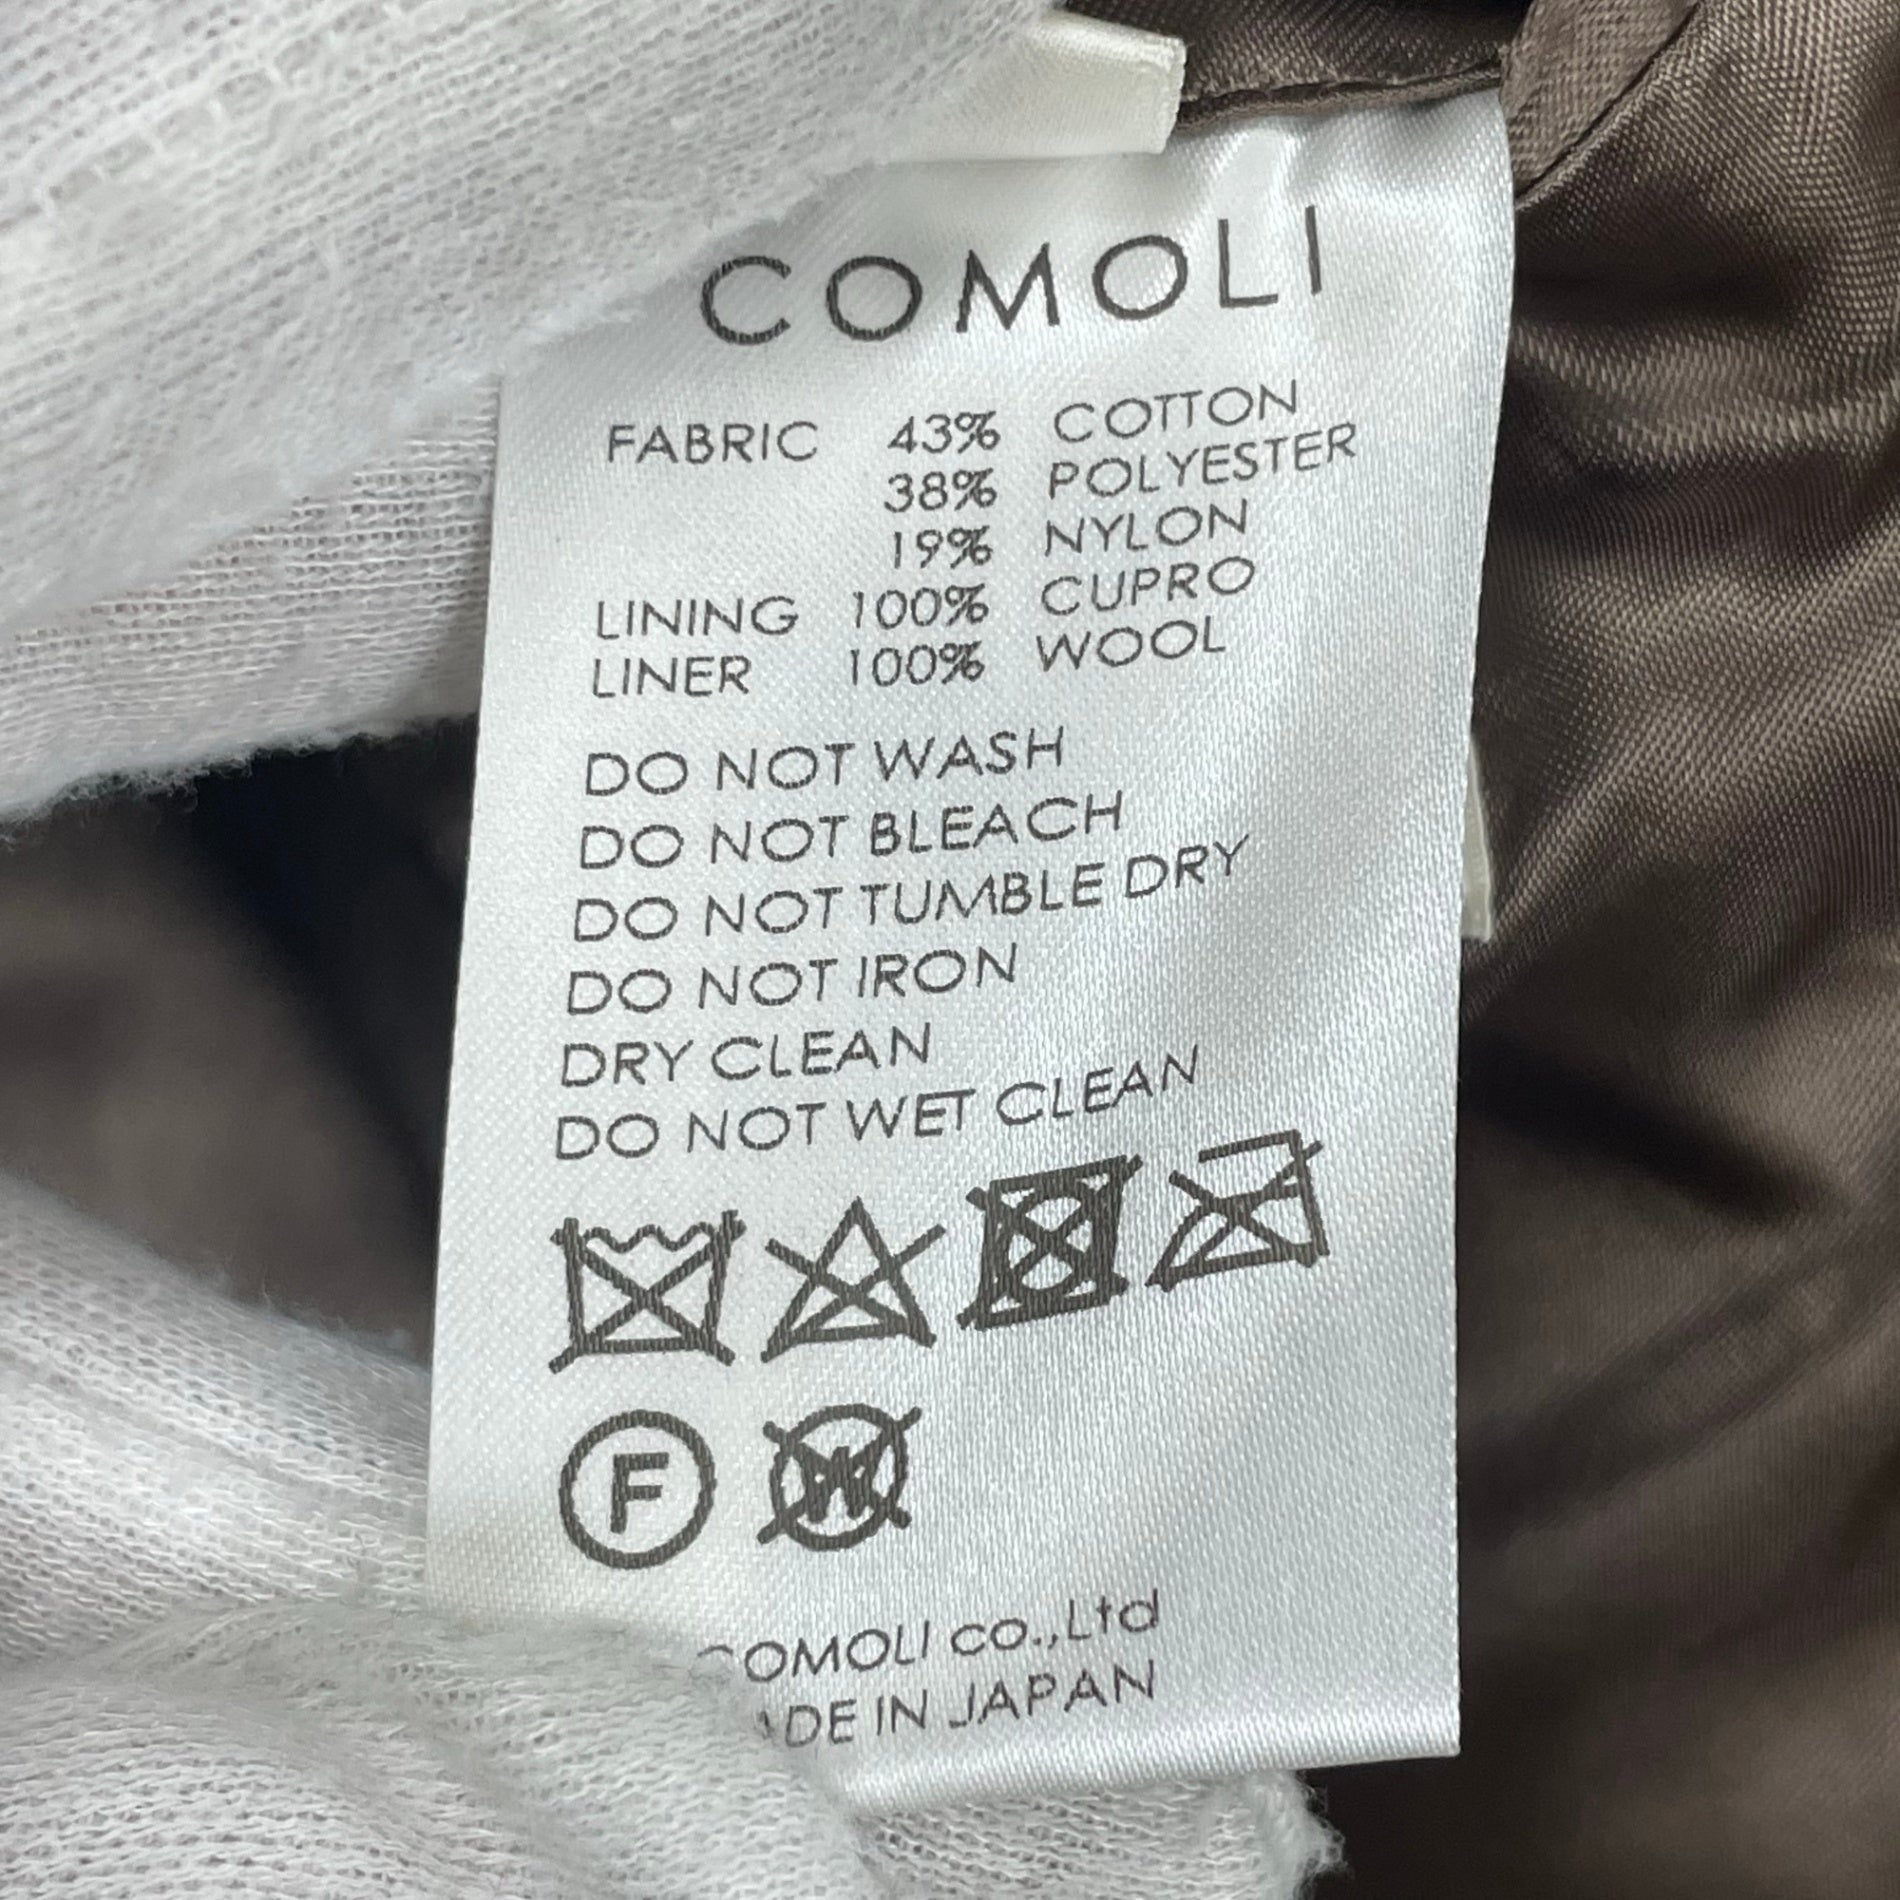 COMOLI
FABRIC 43% COTTON
38% POLYESTER
19% NYLON
LINING 100% CUPRO
LINER 100% WOOL
DO NOT WASH
DO NOT BLEACH
DO NOT TUMBLE DRY
DO NOT IRON
DRY CLEAN
DO NOT WET CLEAN
F W
COMOLI co.,Ltd
ADE IN JAPAN